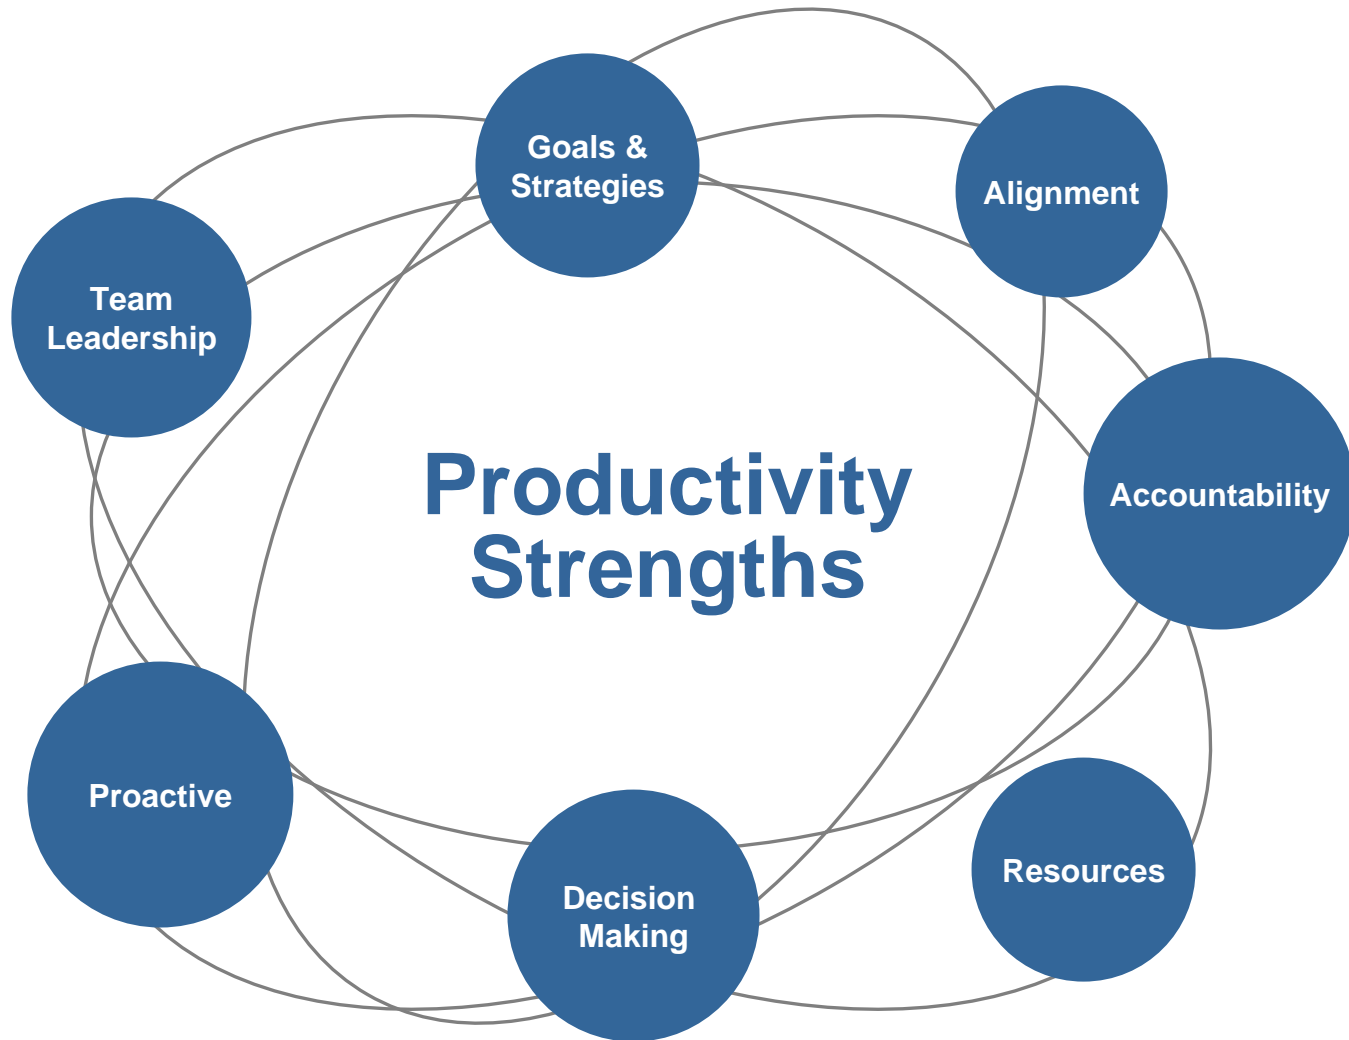 Goals &
Strategies
Alignment
Team
Leadership
Productivity
Strengths
Accountability
Proactive
Decision
Making
Resources